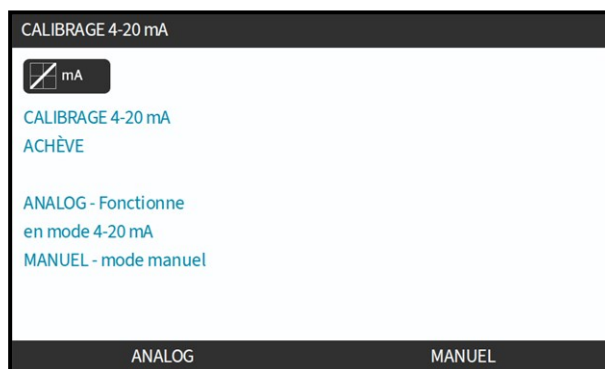 CALIBRAGE 4-20 mA
mA
CALIBRAGE 4-20 mA
ACHÈVE
ANALOG - Fonctionne
en mode 4-20 mA
MANUEL - mode manuel
ANALOG MANUEL